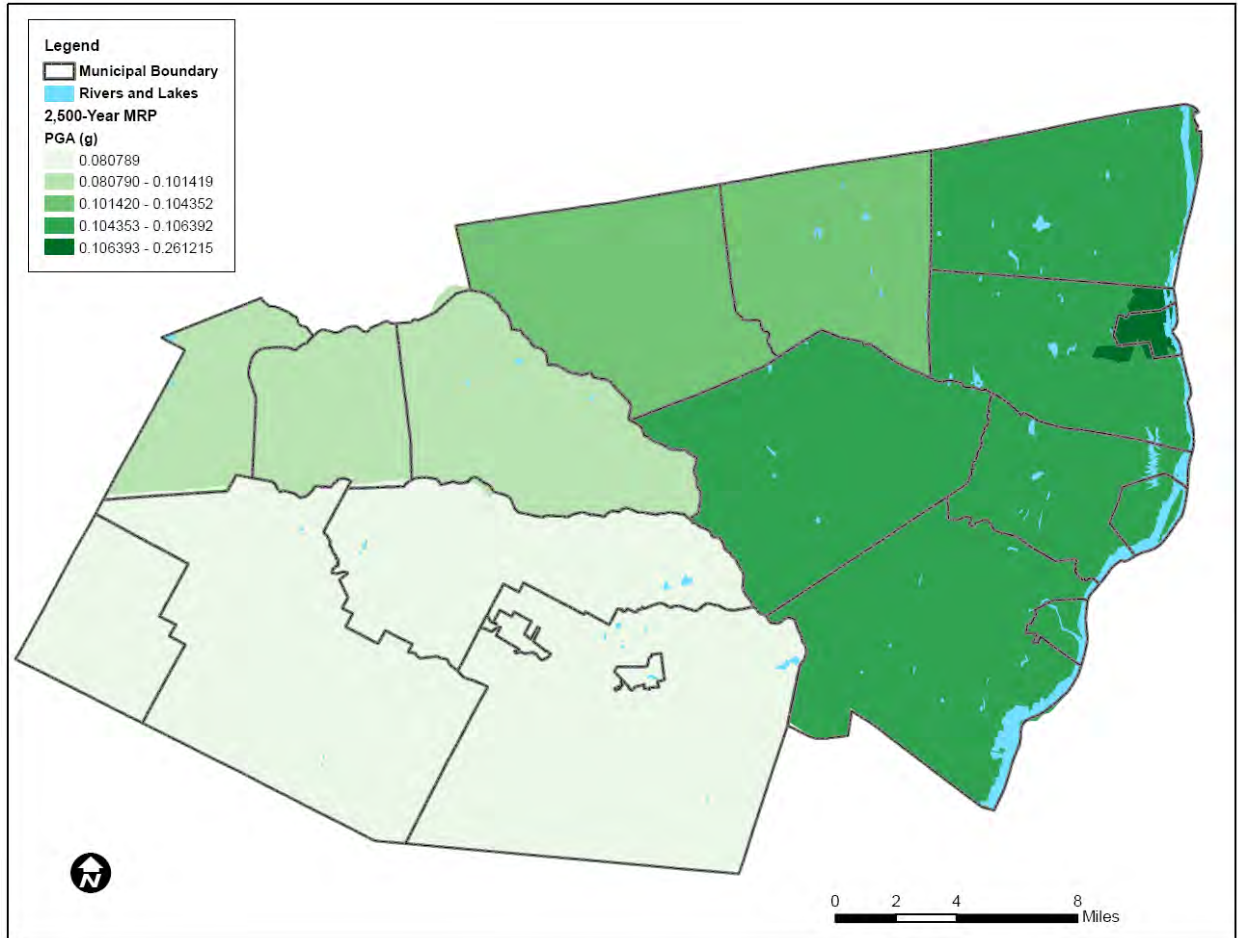 Legend
Municipal Boundary
Rivers and Lakes
2,500-Year MRP
PGA (g)
0.080789
0.080790 - 0.101419
0.101420 - 0.104352
0.104353 - 0.106392
0.106393 - 0.261215
N
0 2 4 8
Miles